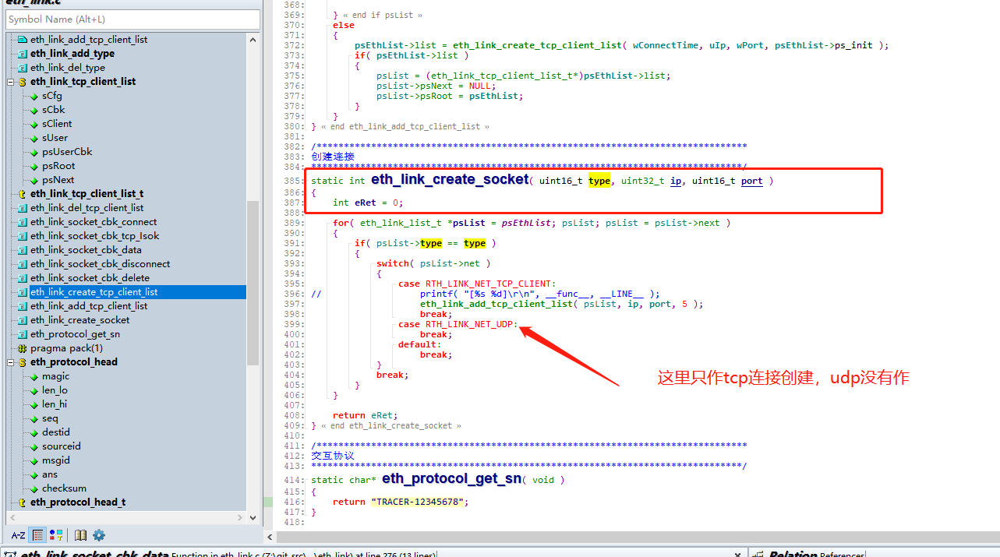 eth_link.c
Symbol Name (Alt+L)
eth_link_add_tcp_client_list
eth_link_add_type
eth_link_del_type
eth_link_tcp_client_list
sCfg
sCbk
sClient
sUser
psUserCbk
psRoot
psNext
eth_link_tcp_client_list_t
eth_link_del_tcp_client_list
eth_link_socket_cbk_connect
eth_link_socket_cbk_tcp_Isok
eth_link_socket_cbk_data
eth_link_socket_cbk_disconnect
eth_link_socket_cbk_delete
eth_link_create_tcp_client_list
eth_link_add_tcp_client_list
eth_link_create_socket
eth_protocol_get_sn
pragma pack(1)
eth_protocol_head
magic
len_lo
len_hi
seq
destid
sourceid
msgid
ans
checksum
eth_protocol_head_t
A-Z
368:
369: } « end if psList »
370: else
371: {
372: psEthList->list = eth_link_create_tcp_client_list( wConnectTime, uIp, wPort, psEthList->ps_init );
373: if( psEthList->list )
374: {
375: psList = (eth_link_tcp_client_list_t*)psEthList->list;
376: psList->psNext = NULL;
377: psList->psRoot = psEthList;
378: }
379: }
380: } « end eth_link_add_tcp_client_list »
381:
382: /*******************************************************************************
383: 创建连接
384: *******************************************************************************/
385: static int eth_link_create_socket( uint16_t type, uint32_t ip, uint16_t port )
386: {
387: int eRet = 0;
388:
389: for( eth_link_list_t *psList = psEthList; psList; psList = psList->next )
390: {
391: if( psList->type == type )
392: {
393: switch( psList->net )
394: {
395: case RTH_LINK_NET_TCP_CLIENT:
396: // printf( "[%s %d]\r\n", __func__, __LINE__ );
397: eth_link_add_tcp_client_list( psList, ip, port, 5 );
398: break;
399: case RTH_LINK_NET_UDP:
400: break;
401: default:
402: break;
403: }
404: break;
405: }
406: }
407:
408: return eRet;
409: } « end eth_link_create_socket »
410:
411: /*******************************************************************************
412: 交互协议
413: *******************************************************************************/
414: static char* eth_protocol_get_sn( void )
415: {
416: return "TRACER-12345678";
417: }
418:
这里只作tcp连接创建，udp没有作
eth_link_socket_cbk_data Function in eth_link.c (Z:\git_src\...\eth_link) at line 276 (13 lines)
Relation References